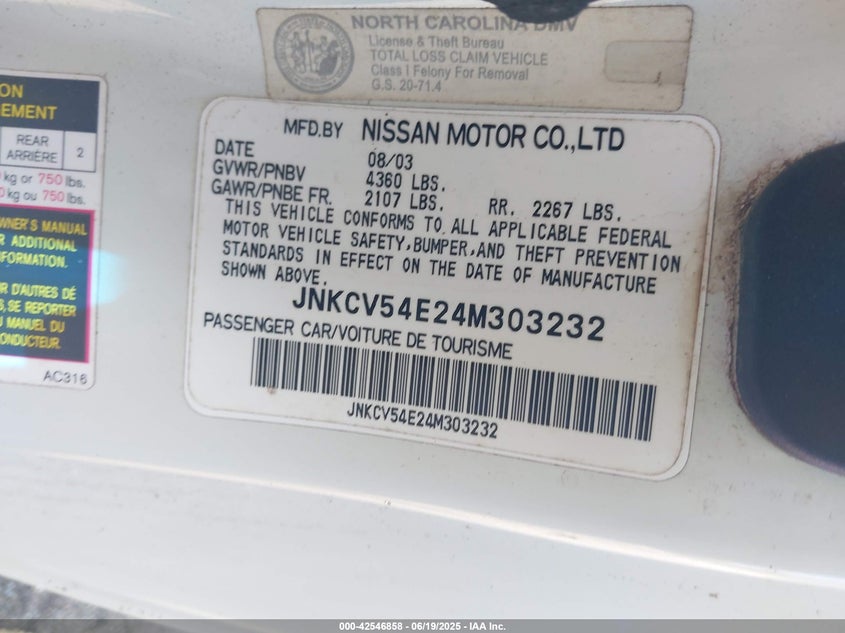 NORTH CAROLINA DMV
License & Theft Bureau
TOTAL LOSS CLAIM VEHICLE
Class I Felony For Removal
G.S. 20-71.4
ON
EMENT
REAR
ARRIÈRE
2
kg or 750 lbs.
kg ou 750 lbs.
WNER'S MANUAL
R ADDITIONAL
FORMATION.
R D'AUTRES DÉ
S, SE REPORTER
U MANUEL DU
ONDUCTEUR.
AC316
MFD.BY NISSAN MOTOR CO.,LTD
DATE 08/03
GVWR/PNBV 4360 LBS.
GAWR/PNBE FR. 2107 LBS. RR. 2267 LBS.
THIS VEHICLE CONFORMS TO ALL APPLICABLE FEDERAL
MOTOR VEHICLE SAFETY,BUMPER,AND THEFT PREVENTION
STANDARDS IN EFFECT ON THE DATE OF MANUFACTURE
SHOWN ABOVE.
JNKCV54E24M303232
PASSENGER CAR/VOITURE DE TOURISME
JNKCV54E24M303232
000-42546858 - 06/19/2025 - IAA Inc.